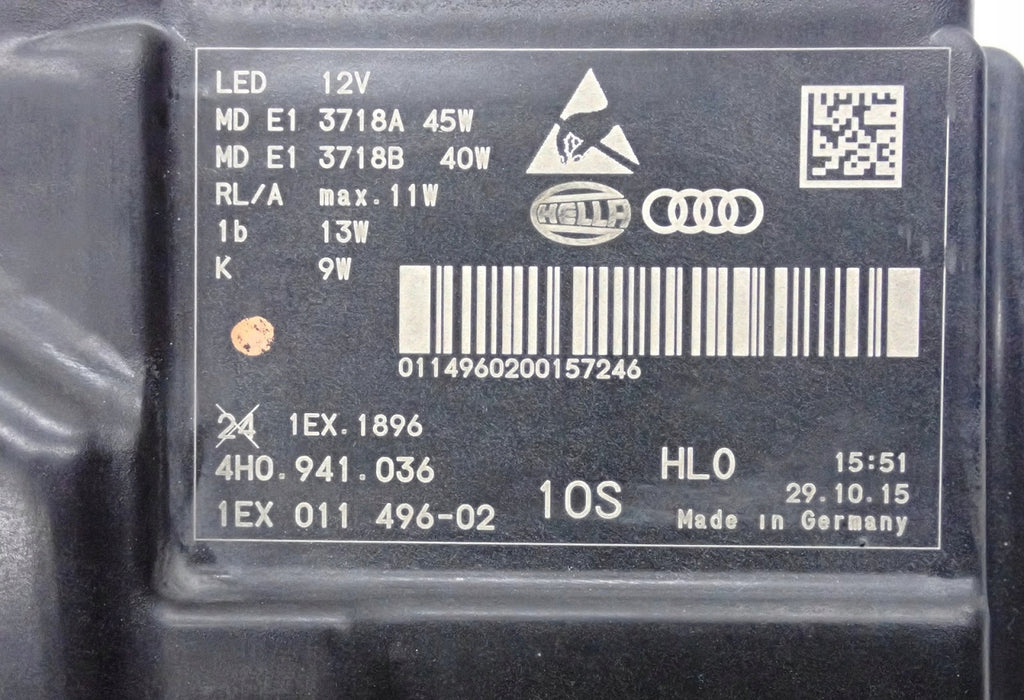 LED 12V
MD E1 3718A 45W
MD E1 3718B 40W
RL/A max.11W
1b 13W
K 9W
HELLA
0114960200157246
24 1EX.1896
4H0.941.036
1EX 011 496-02
10S
HL0
15:51
29.10.15
Made in Germany